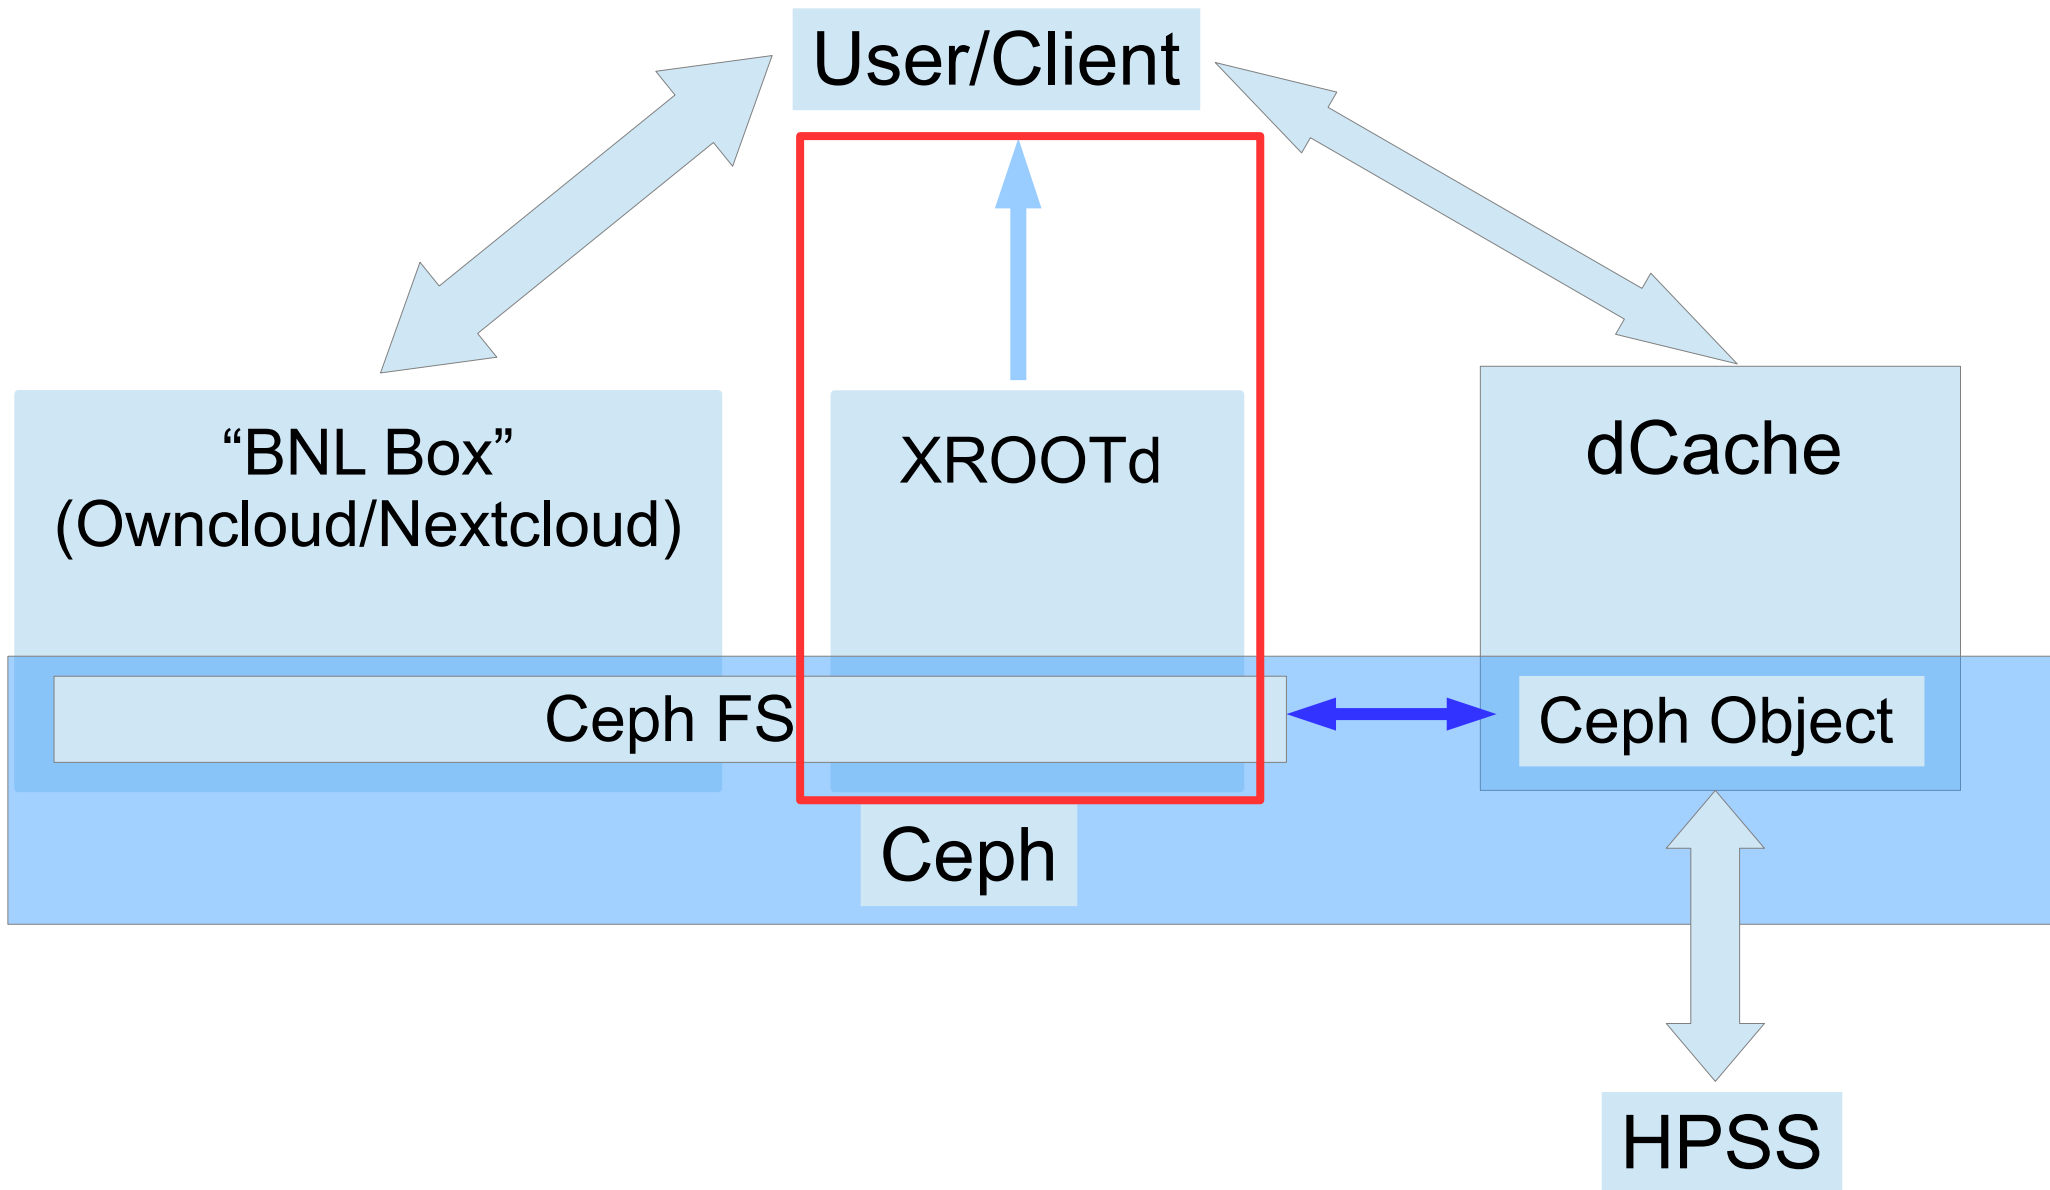 User/Client
“BNL Box”
(Owncloud/Nextcloud)
XROOTd
dCache
Ceph FS
Ceph Object
Ceph
HPSS